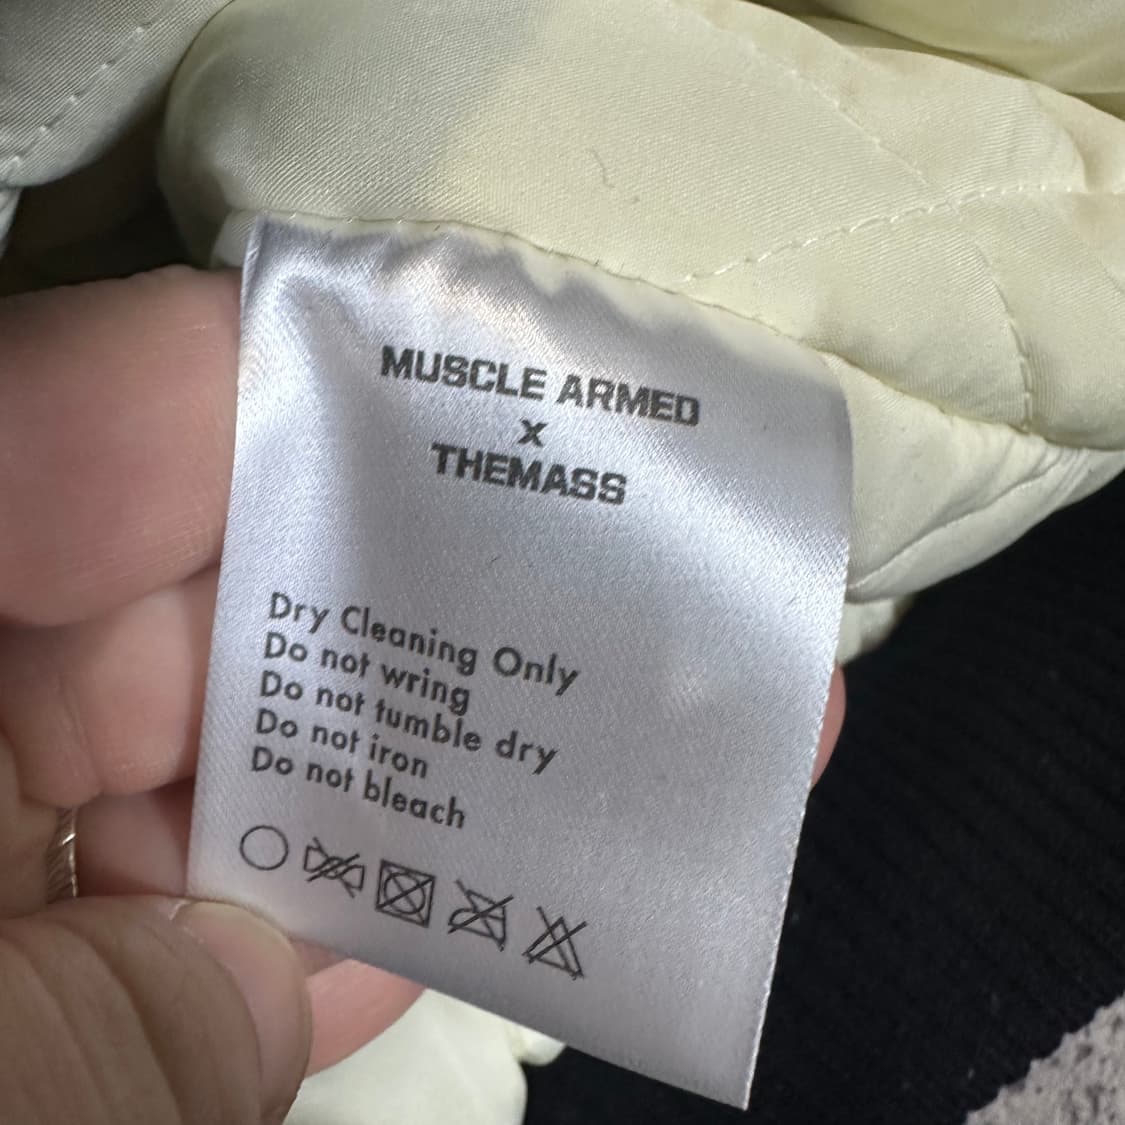 MUSCLE ARMED
X
THEMASS
Dry Cleaning Only
Do not wring
Do not tumble dry
Do not iron
Do not bleach